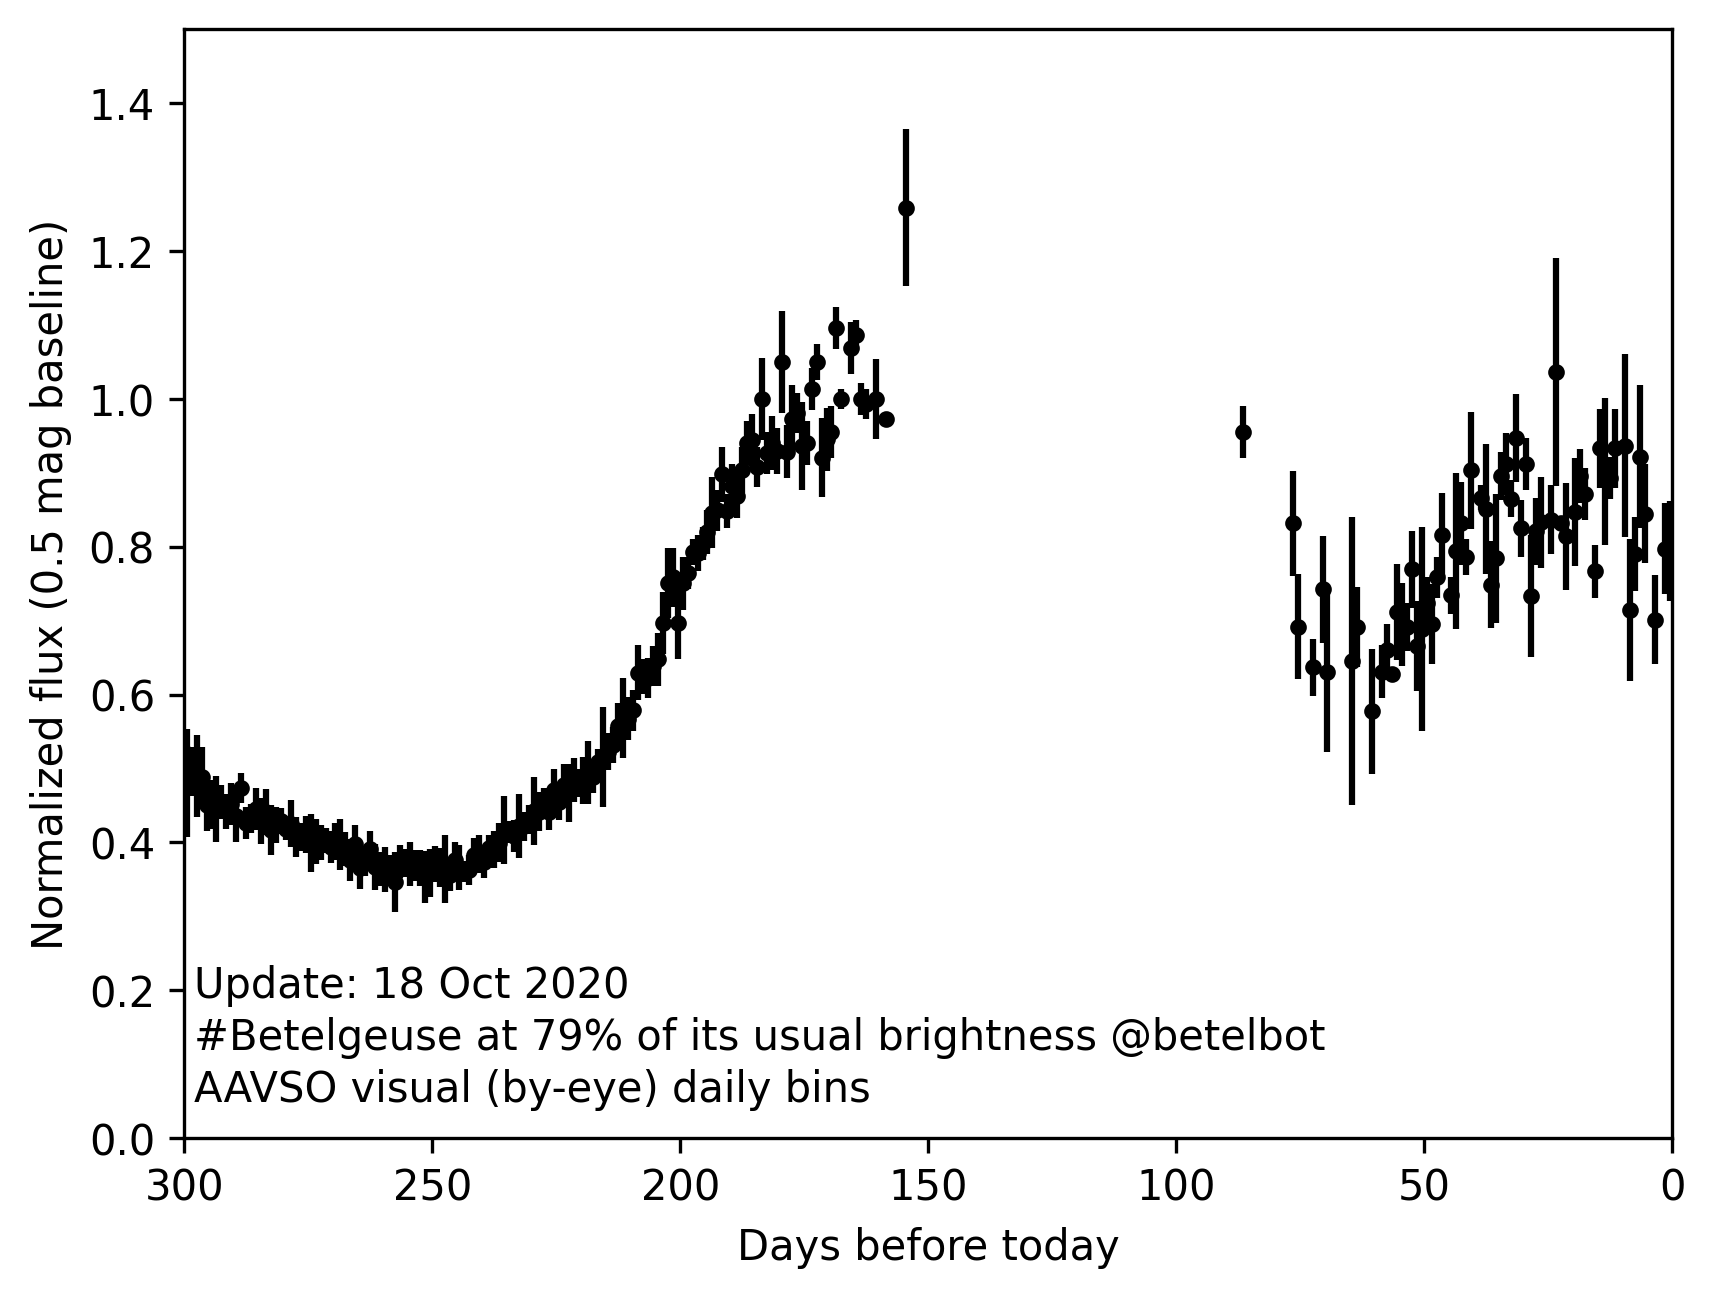 1.4
1.2
1.0
0.8
0.6
0.4
0.2
0.0
Normalized flux (0.5 mag baseline)
Update: 18 Oct 2020
#Betelgeuse at 79% of its usual brightness @betelbot
AAVSO visual (by-eye) daily bins
300 250 200 150 100 50 0
Days before today